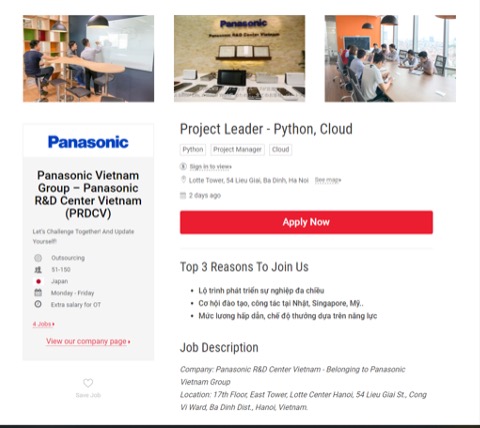 Panasonic
Panasonic R&D Center Vietnam
Panasonic
Panasonic Vietnam
Group – Panasonic
R&D Center Vietnam
(PRDCV)
Let's Challenge Together! And Update
Yourself!
Outsourcing
51-150
Japan
Monday - Friday
Extra salary for OT
4 Jobs
View our company page
Save Job
Project Leader - Python, Cloud
Python Project Manager Cloud
Sign in to view
Lotte Tower, 54 Lieu Giai, Ba Dinh, Ha Noi See map
2 days ago
Apply Now
Top 3 Reasons To Join Us
Lộ trình phát triển sự nghiệp đa chiều
Cơ hội đào tạo, công tác tại Nhật, Singapore, Mỹ..
Mức lương hấp dẫn, chế độ thưởng dựa trên năng lực
Job Description
Company: Panasonic R&D Center Vietnam - Belonging to Panasonic
Vietnam Group
Location: 17th Floor, East Tower, Lotte Center Hanoi, 54 Lieu Giai St., Cong
Vi Ward, Ba Dinh Dist., Hanoi, Vietnam.